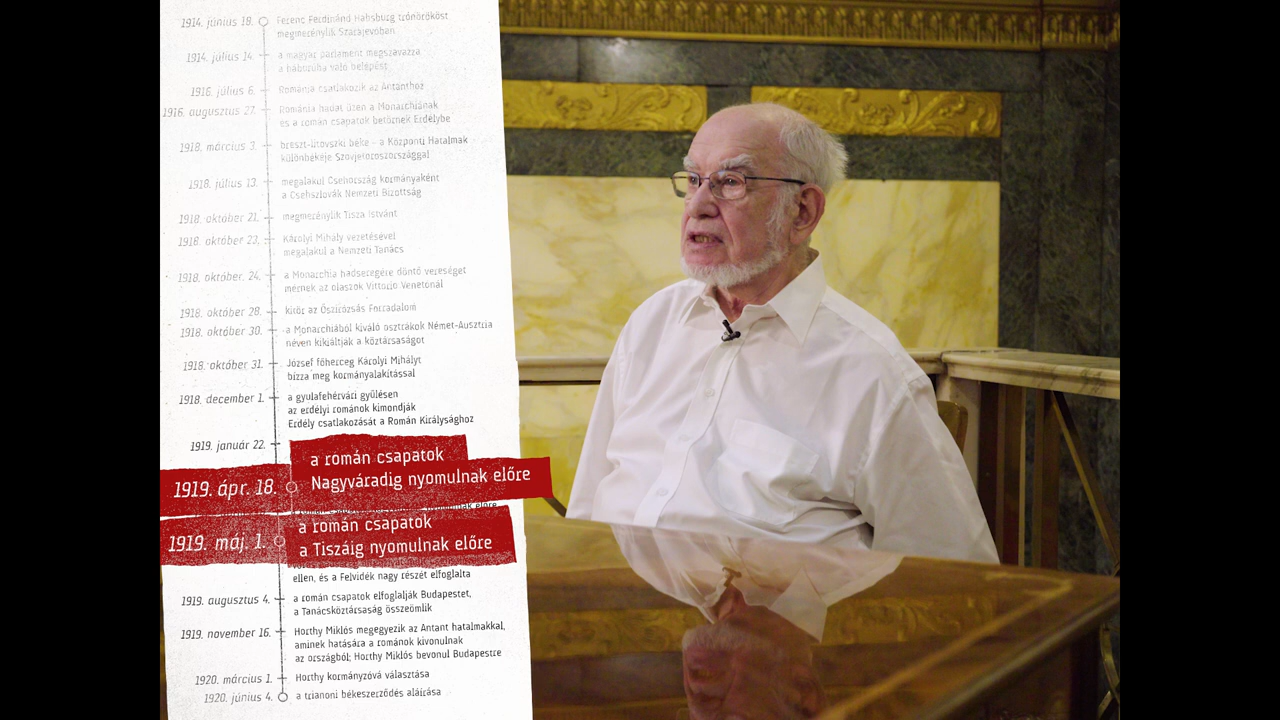 1914. június 18. Ferenc Ferdinánd Habsburg trónörököst
megmerénylik Szarajevóban
1914. július 14. a magyar parlament megszavazza
a háborúba való belépést
1916. július 6. Románia csatlakozik az Antanthoz
1916. augusztus 27. Románia hadat üzen a Monarchiának
és a román csapatok betörnek Erdélybe
1918. március 3. breszt-litovszki béke - a Központi Hatalmak
különbékéje Szovjetoroszországgal
1918. július 13. megalakul Csehország kormányaként
a Csehszlovák Nemzeti Bizottság
1918. október 21. megmerénylik Tisza Istvánt
1918. október 23. Károlyi Mihály vezetésével
megalakul a Nemzeti Tanács
1918. október. 24. a Monarchia hadseregére döntő vereséget
mérnek az olaszok Vittorio Venetónál
1918. október 28. kitör az Őszirózsás Forradalom
1918. október 30. a Monarchiából kiváló osztrákok Német-Ausztria
néven kikiáltják a köztársaságot
1918. október 31. József főherceg Károlyi Mihályt
bízza meg kormányalakítással
1918. december 1. a gyulafehérvári gyűlésen
az erdélyi románok kimondják
Erdély csatlakozását a Román Királysághoz
1919. január 22.
a román csapatok
1919. ápr. 18. Nagyváradig nyomulnak előre
nyomulnak előre
a román csapatok
1919. máj. 1. a Tiszáig nyomulnak előre
ellen, és a Felvidék nagy részét elfoglalta
1919. augusztus 4. a román csapatok elfoglalják Budapestet,
a Tanácsköztársaság összeömlik
1919. november 16. Horthy Miklós megegyezik az Antant hatalmakkal,
aminek hatására a románok kivonulnak
az országból; Horthy Miklós bevonul Budapestre
1920. március 1. Horthy kormányzóvá választása
1920. június 4. a trianoni békeszerződés aláírása